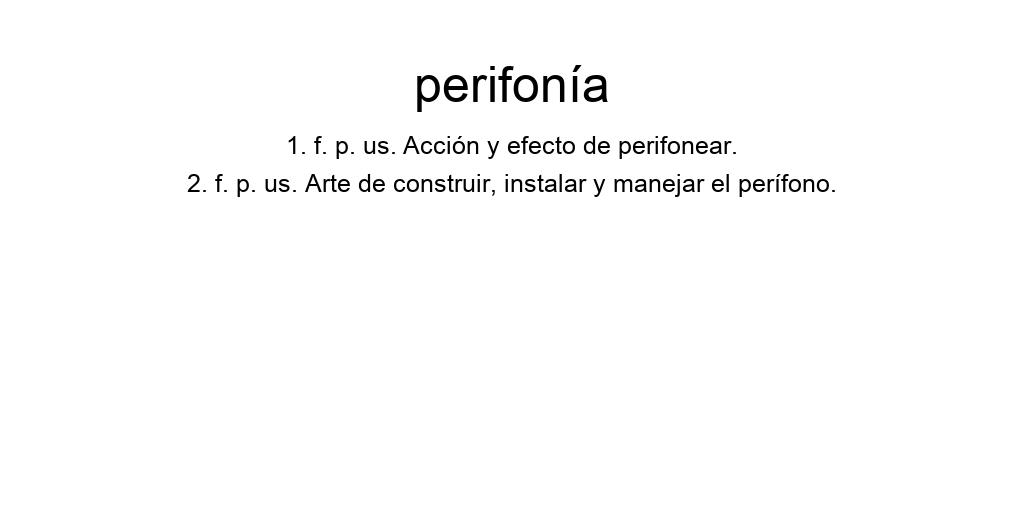 perifonía
1. f. p. us. Acción y efecto de perifonear.
2. f. p. us. Arte de construir, instalar y manejar el perífono.